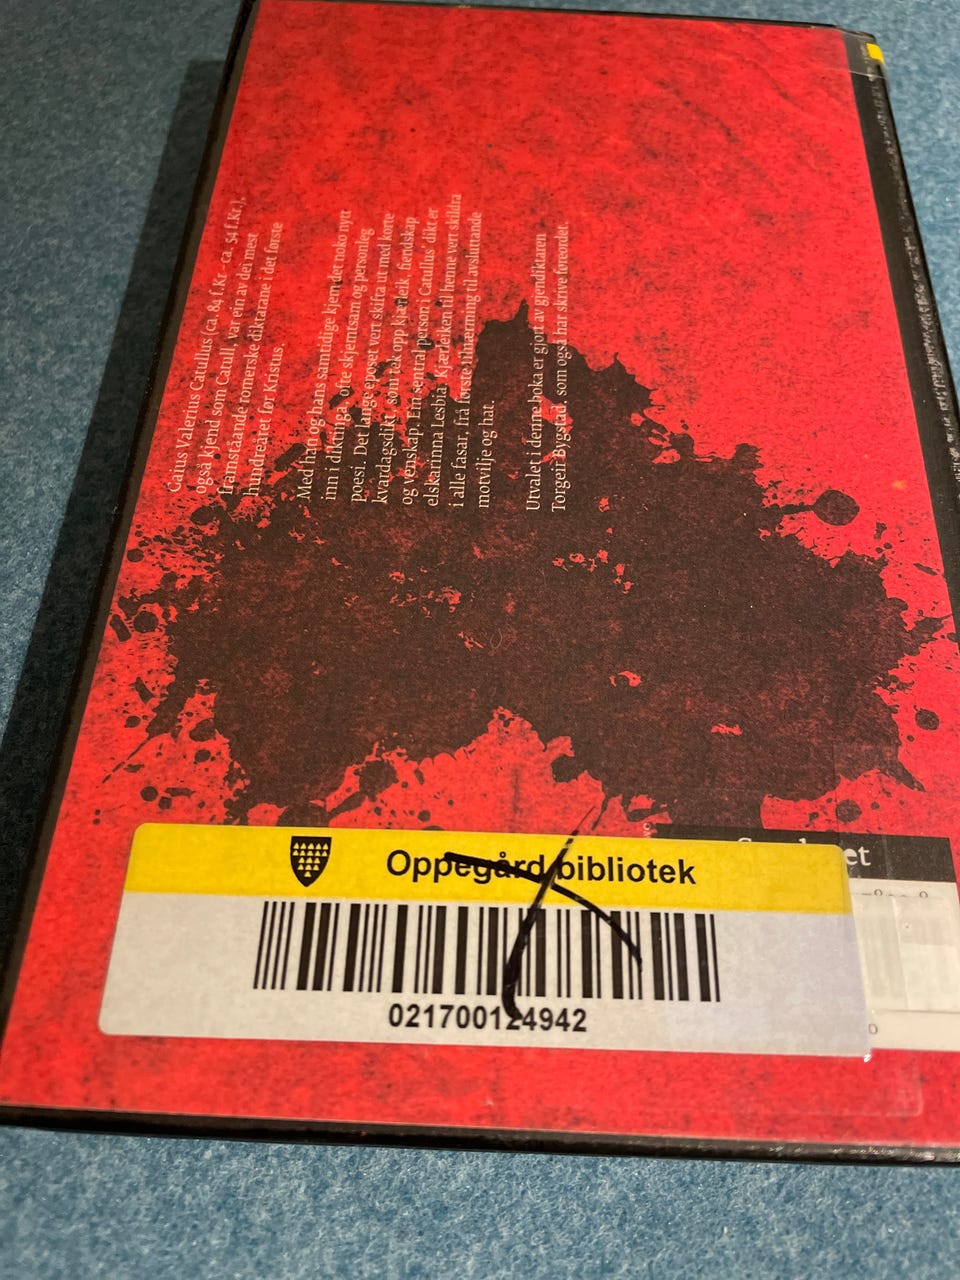 Caius Valerius Catullus (ca. 84 f.Kr - ca. 54 f.Kr.),
også kjend som Catull, var ein av dei mest
framståande romerske diktarane i det første
hundreåret før Kristus.
Med han og hans samtidige kjem det noko nytt
inn i diktinga, ofte skjemtsam og personleg
poesi. Det lange eposet vert skifta ut med korte
kvardagsdikt, som tek opp kjærleik, fiendskap
og venskap. Ein sentral person i Catullus' dikt er
elskarinna Lesbia. Kjærleiken til henne vert skildra
i alle fasar, frå første tilnærming til avsluttande
motvilje og hat.
Utvalet i denne boka er gjort av gjendiktaren
Torgeir Bygstad, som også har skrive føreordet.
Oppegård bibliotek
021700124942